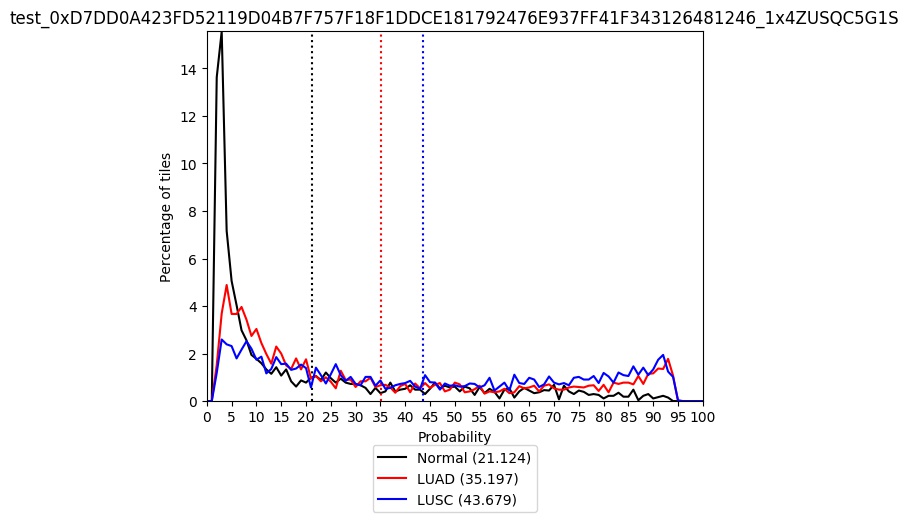 test_0xD7DD0A423FD52119D04B7F757F18F1DDCE181792476E937FF41F343126481246_1x4ZUSQC5G1S
14
12
10
8
6
4
2
0
Percentage of tiles
0 5 10 15 20 25 30 35 40 45 50 55 60 65 70 75 80 85 90 95 100
Probability
Normal (21.124)
LUAD (35.197)
LUSC (43.679)